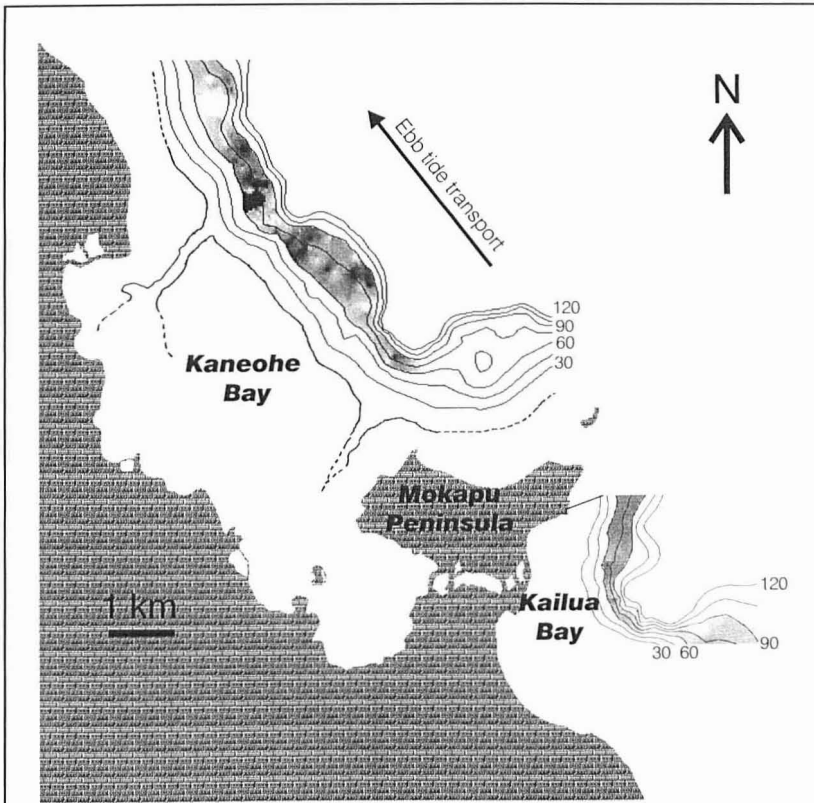 N
Ebb tide transport
120
90
60
30
Kaneohe
Bay
Mokapu
Peninsula
1 km
Kailua
Bay
120
30 60 90